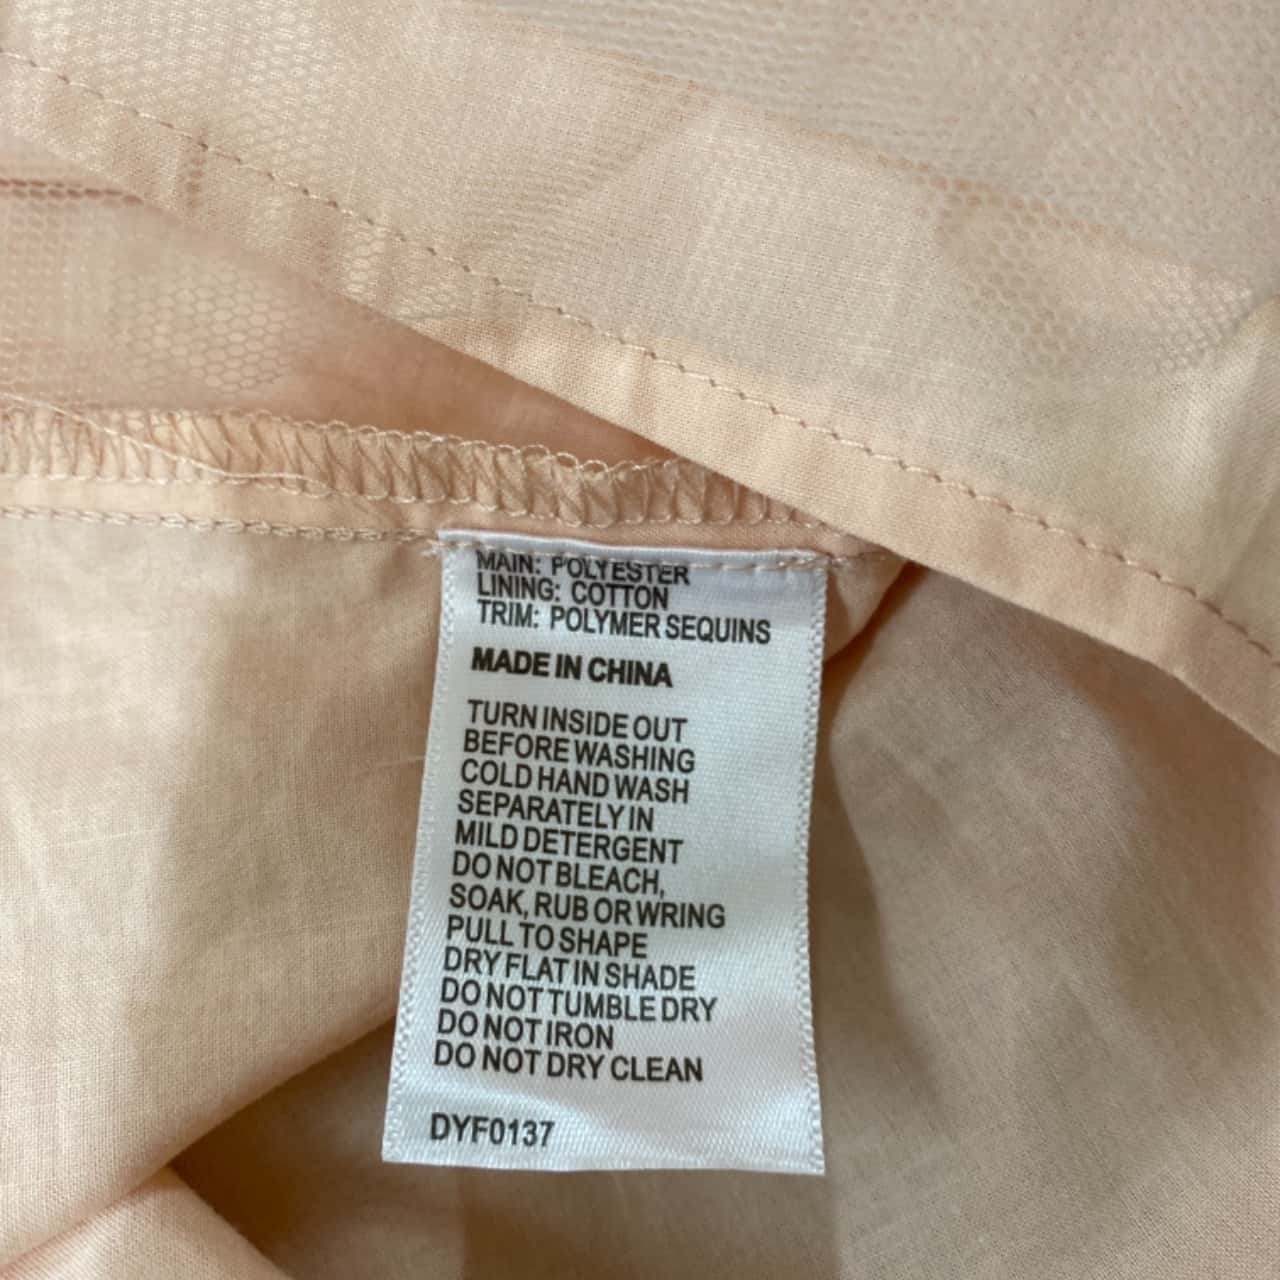 MAIN: POLYESTER
LINING: COTTON
TRIM: POLYMER SEQUINS
MADE IN CHINA
TURN INSIDE OUT
BEFORE WASHING
COLD HAND WASH
SEPARATELY IN
MILD DETERGENT
DO NOT BLEACH,
SOAK, RUB OR WRING
PULL TO SHAPE
DRY FLAT IN SHADE
DO NOT TUMBLE DRY
DO NOT IRON
DO NOT DRY CLEAN
DYF0137